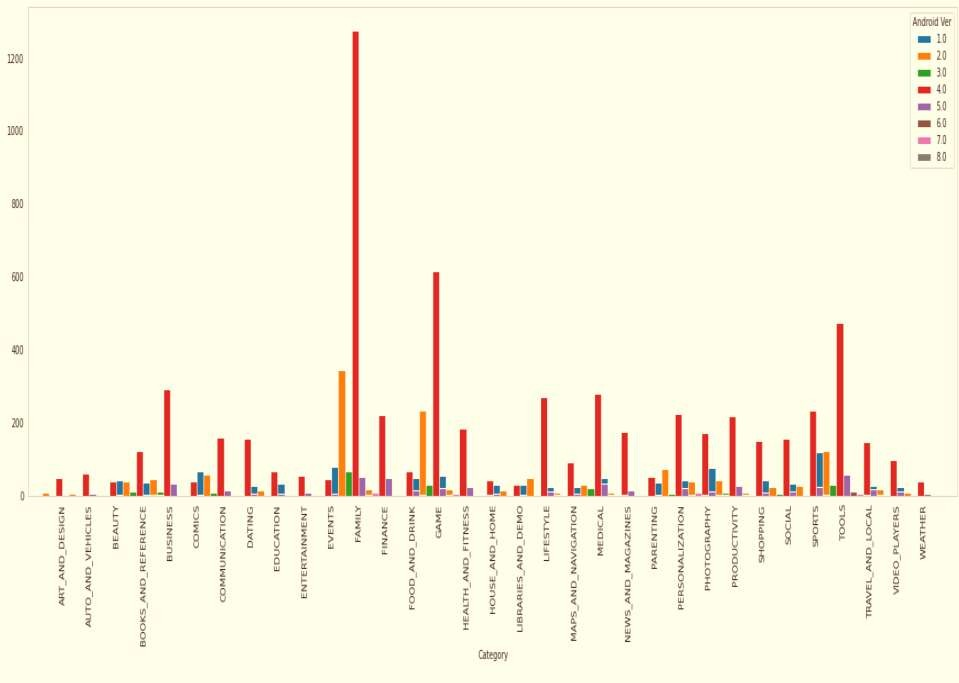 Android Ver
1.0
2.0
3.0
4.0
5.0
6.0
7.0
8.0
1200
1000
800
600
400
200
0
ART_AND_DESIGN
AUTO_AND_VEHICLES
BEAUTY
BOOKS_AND_REFERENCE
BUSINESS
COMICS
COMMUNICATION
DATING
EDUCATION
ENTERTAINMENT
EVENTS
FAMILY
FINANCE
FOOD_AND_DRINK
GAME
HEALTH_AND_FITNESS
HOUSE_AND_HOME
LIBRARIES_AND_DEMO
LIFESTYLE
MAPS_AND_NAVIGATION
MEDICAL
NEWS_AND_MAGAZINES
PARENTING
PERSONALIZATION
PHOTOGRAPHY
PRODUCTIVITY
SHOPPING
SOCIAL
SPORTS
TOOLS
TRAVEL_AND_LOCAL
VIDEO_PLAYERS
WEATHER
Category